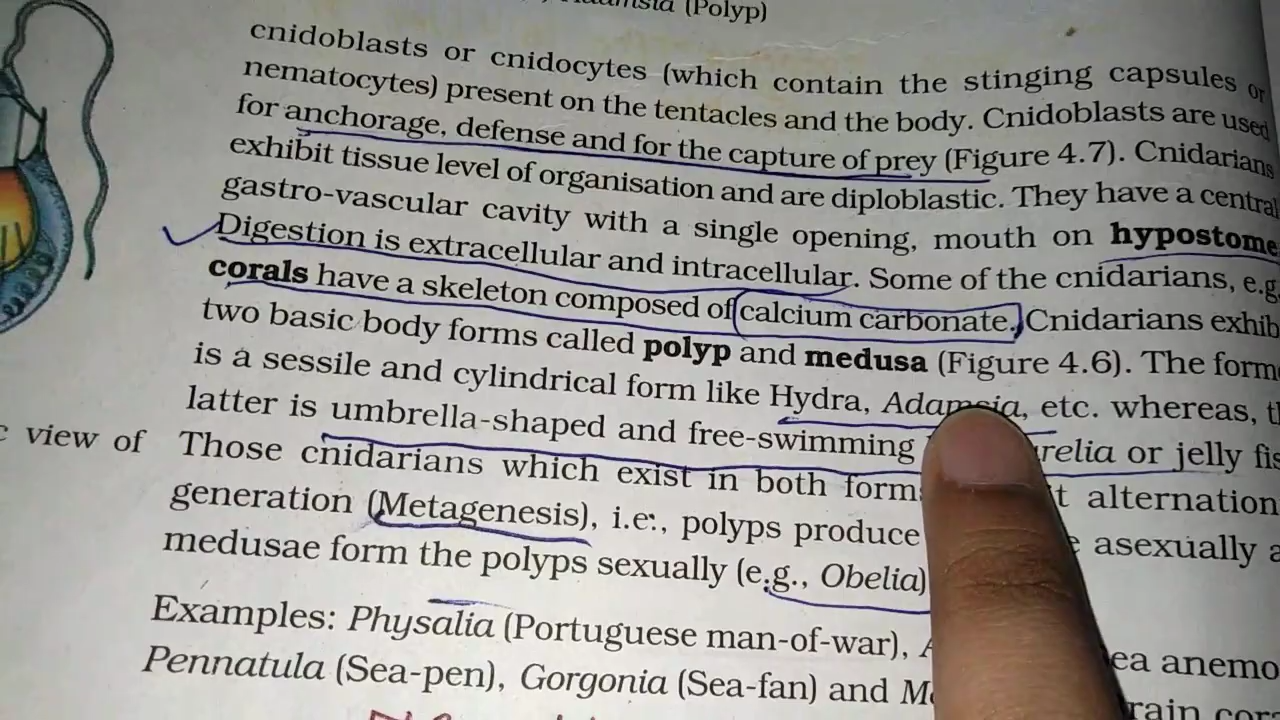 Adamsia (Polyp)
cnidoblasts or cnidocytes (which contain the stinging capsules or
nematocytes) present on the tentacles and the body. Cnidoblasts are used
for anchorage, defense and for the capture of prey (Figure 4.7). Cnidarians
exhibit tissue level of organisation and are diploblastic. They have a central
gastro-vascular cavity with a single opening, mouth on hypostome
Digestion is extracellular and intracellular. Some of the cnidarians, e.g.
corals have a skeleton composed of calcium carbonate. Cnidarians exhib
two basic body forms called polyp and medusa (Figure 4.6). The form
is a sessile and cylindrical form like Hydra, Adamsia, etc. whereas, t
latter is umbrella-shaped and free-swimming relia or jelly fis
c view of Those cnidarians which exist in both form t alternation
generation (Metagenesis), i.e., polyps produce e asexually a
medusae form the polyps sexually (e.g., Obelia)
Examples: Physalia (Portuguese man-of-war), A ea anemo
Pennatula (Sea-pen), Gorgonia (Sea-fan) and M rain cor